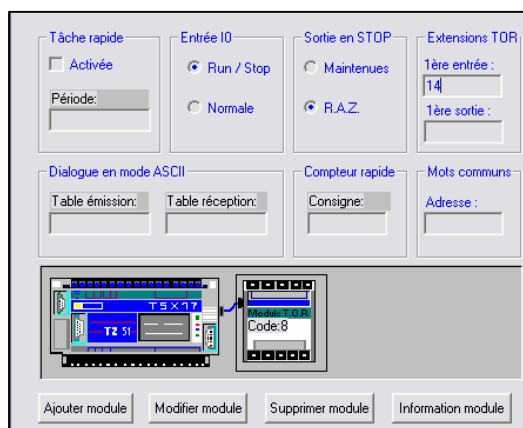 Tâche rapide
Activée
Période:
Entrée I0
Run / Stop
Normale
Sortie en STOP
Maintenues
R.A.Z.
Extensions TOR
1ère entrée :
14
1ère sortie :
Dialogue en mode ASCII
Table émission:
Table réception:
Compteur rapide
Consigne:
Mots communs
Adresse :
TSX17
TZ S1
Module T.O.R
Code:8
Ajouter module
Modifier module
Supprimer module
Information module